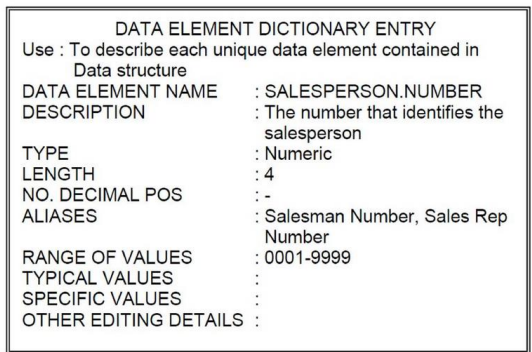 DATA ELEMENT DICTIONARY ENTRY
Use : To describe each unique data element contained in
Data structure
DATA ELEMENT NAME : SALESPERSON.NUMBER
DESCRIPTION : The number that identifies the
salesperson
TYPE : Numeric
LENGTH : 4
NO. DECIMAL POS : -
ALIASES : Salesman Number, Sales Rep
Number
RANGE OF VALUES : 0001-9999
TYPICAL VALUES :
SPECIFIC VALUES :
OTHER EDITING DETAILS :